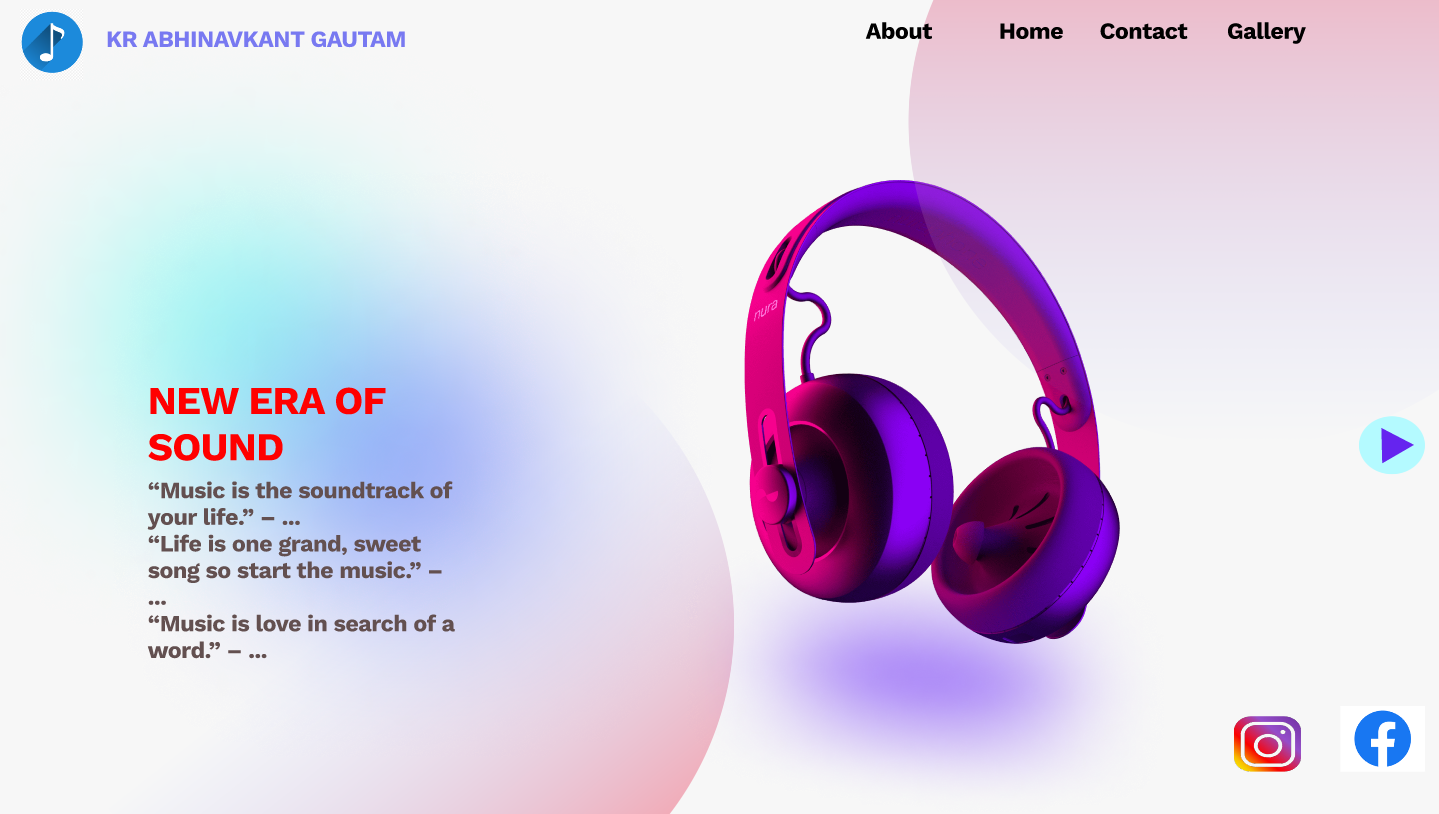 KR ABHINAVKANT GAUTAM
About Home Contact Gallery
nura
NEW ERA OF
SOUND
“Music is the soundtrack of
your life.” – ...
“Life is one grand, sweet
song so start the music.” –
...
“Music is love in search of a
word.” – ...